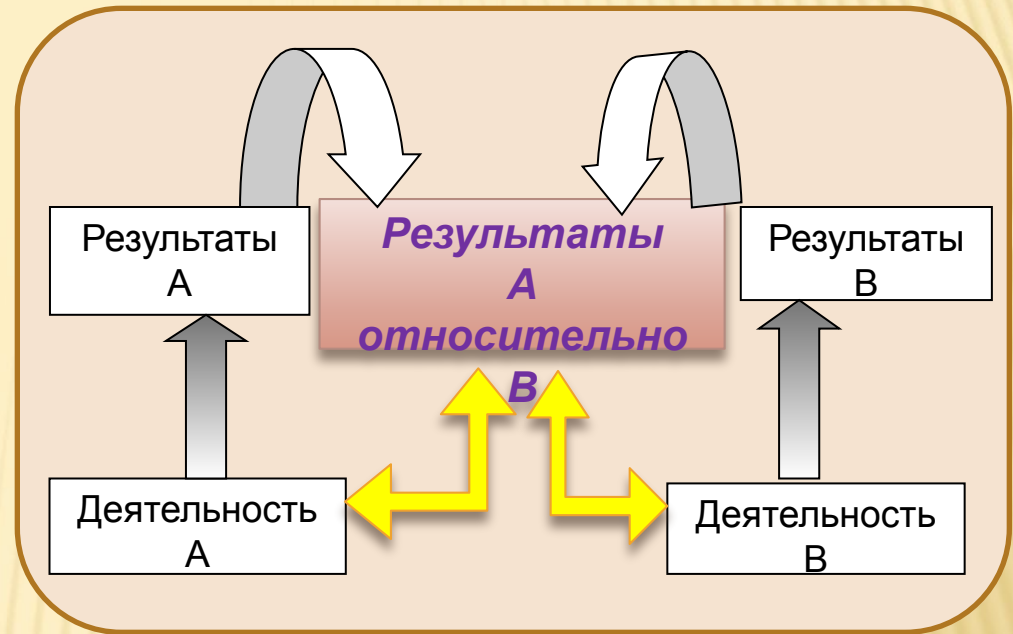 Результаты
А
Результаты
А
относительно
В
Результаты
В
Деятельность
А
Деятельность
В